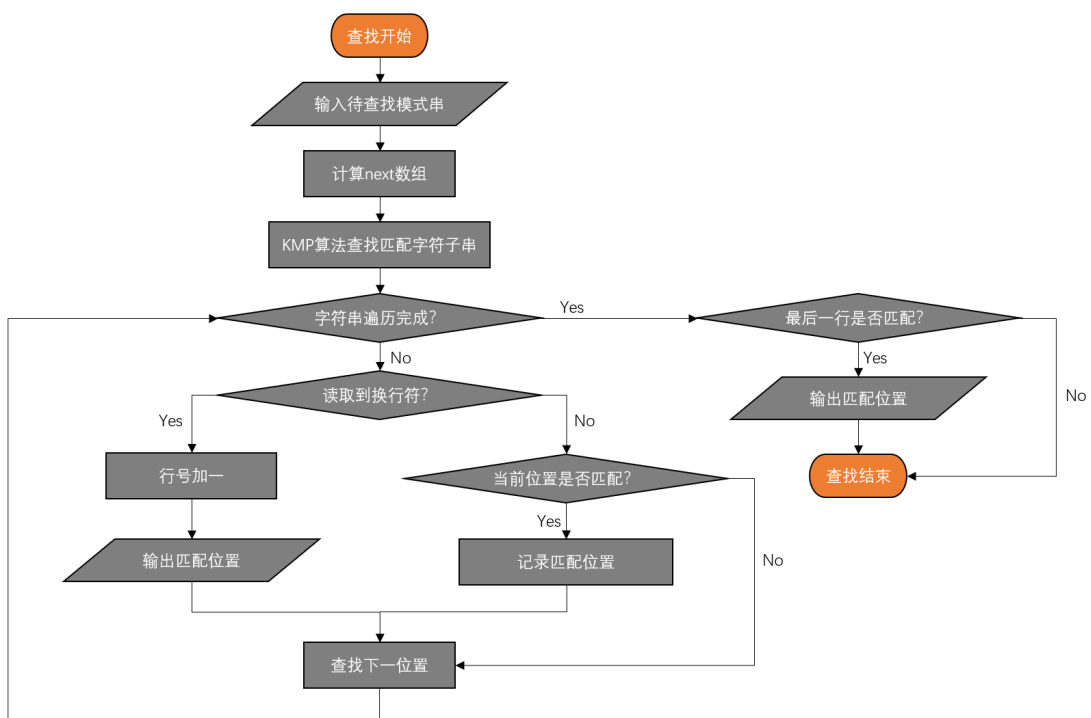 查找开始
输入待查找模式串
计算next数组
KMP算法查找匹配字符子串
字符串遍历完成?
Yes
最后一行是否匹配?
No
Yes
读取到换行符?
输出匹配位置
No
Yes
No
行号加一
当前位置是否匹配?
查找结束
Yes
输出匹配位置
记录匹配位置
No
查找下一位置